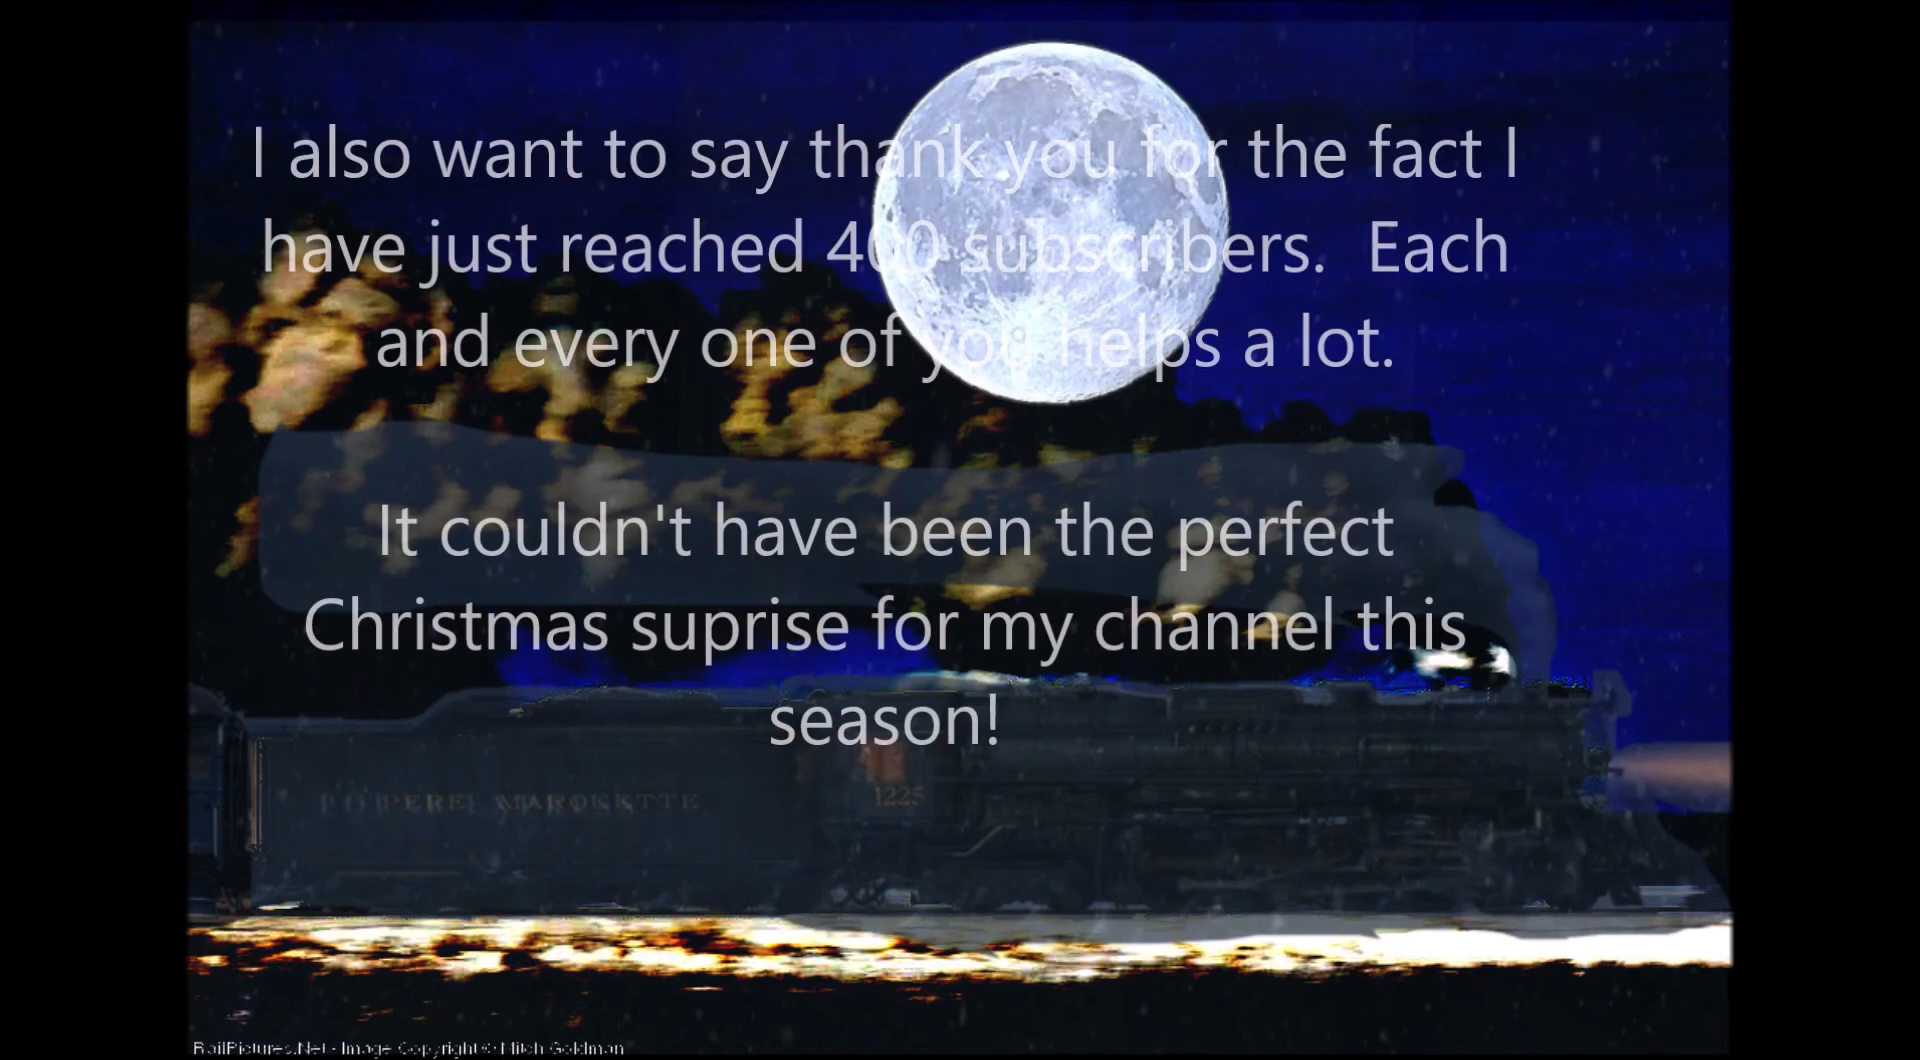 I also want to say thank you for the fact I
have just reached 400 subscribers.  Each
and every one of you helps a lot.
It couldn't have been the perfect
Christmas suprise for my channel this
season!
PERE MARQUETTE
1225
RailPictures.Net - Image Copyright © Mitch Goldman